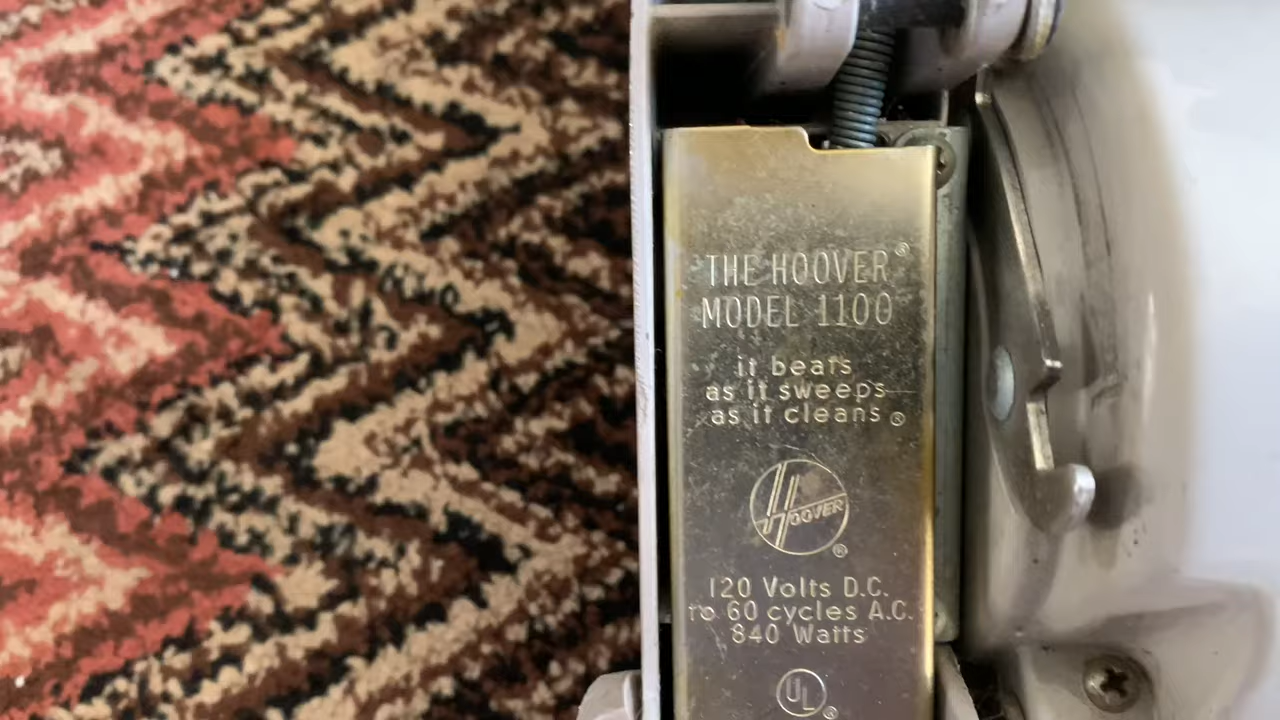 THE HOOVER®
MODEL 1100
it beats
as it sweeps
as it cleans®
HOOVER
®
120 Volts D.C.
to 60 cycles A.C.
840 Watts
UL®